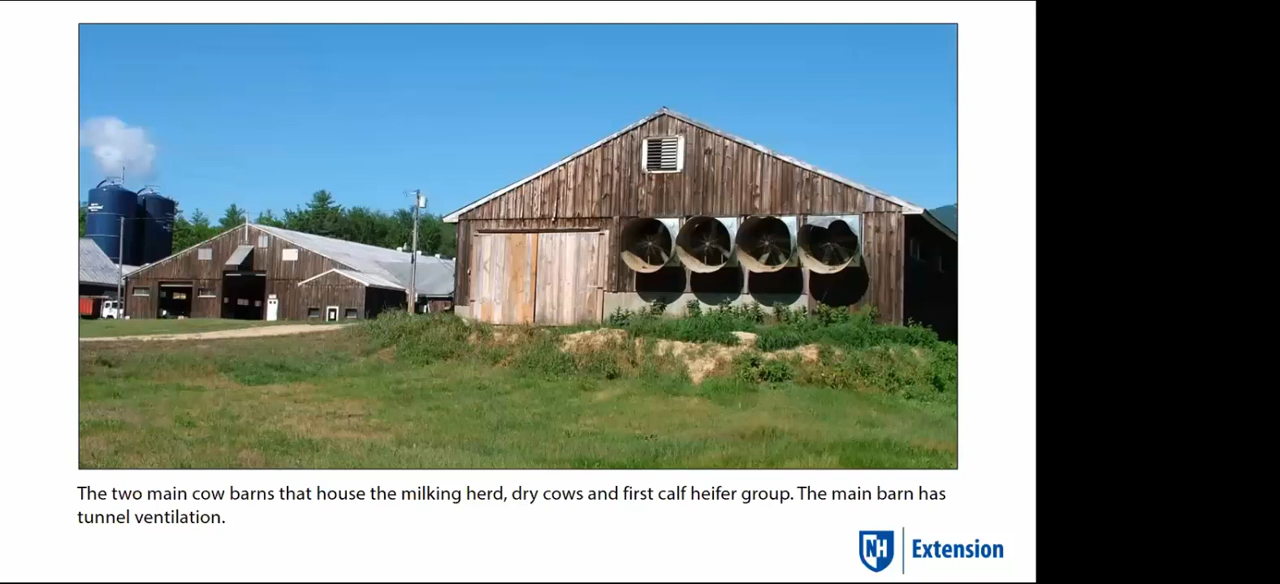 The two main cow barns that house the milking herd, dry cows and first calf heifer group. The main barn has
tunnel ventilation.
NH Extension